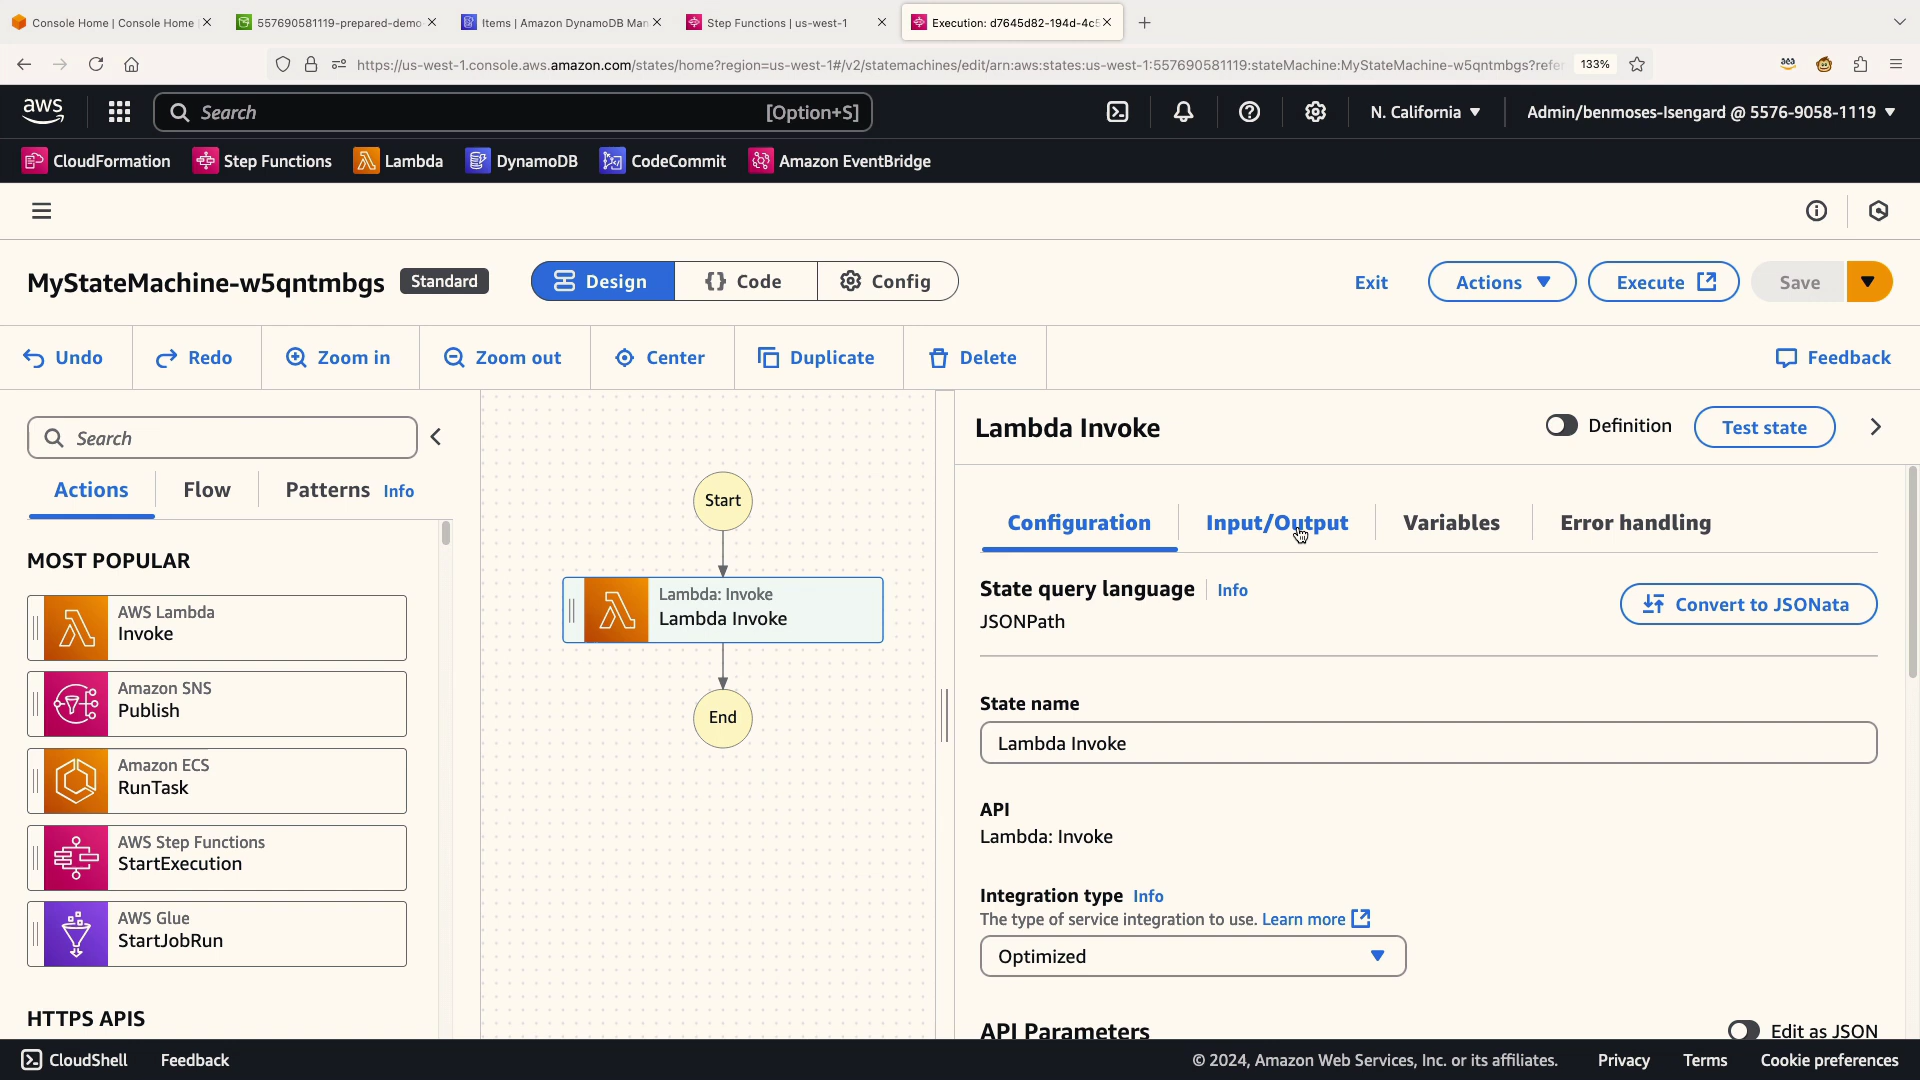 Console Home | Console Home
557690581119-prepared-demo
Items | Amazon DynamoDB Man
Step Functions | us-west-1
Execution: d7645d82-194d-4c5
https://us-west-1.console.aws.amazon.com/states/home?region=us-west-1#/v2/statemachines/edit/arn:aws:states:us-west-1:557690581119:stateMachine:MyStateMachine-w5qntmbgs?refer
133%
aws
Search
[Option+S]
N. California
Admin/benmoses-Isengard @ 5576-9058-1119
CloudFormation
Step Functions
Lambda
DynamoDB
CodeCommit
Amazon EventBridge
MyStateMachine-w5qntmbgs
Standard
Design
{} Code
Config
Exit
Actions
Execute
Save
Undo
Redo
Zoom in
Zoom out
Center
Duplicate
Delete
Feedback
Search
Actions
Flow
Patterns
Info
MOST POPULAR
AWS Lambda
Invoke
Amazon SNS
Publish
Amazon ECS
RunTask
AWS Step Functions
StartExecution
AWS Glue
StartJobRun
HTTPS APIS
Start
Lambda: Invoke
Lambda Invoke
End
Lambda Invoke
Definition
Test state
Configuration
Input/Output
Variables
Error handling
State query language
Info
JSONPath
Convert to JSONata
State name
Lambda Invoke
API
Lambda: Invoke
Integration type Info
The type of service integration to use. Learn more
Optimized
API Parameters
Edit as JSON
CloudShell
Feedback
© 2024, Amazon Web Services, Inc. or its affiliates.
Privacy
Terms
Cookie preferences